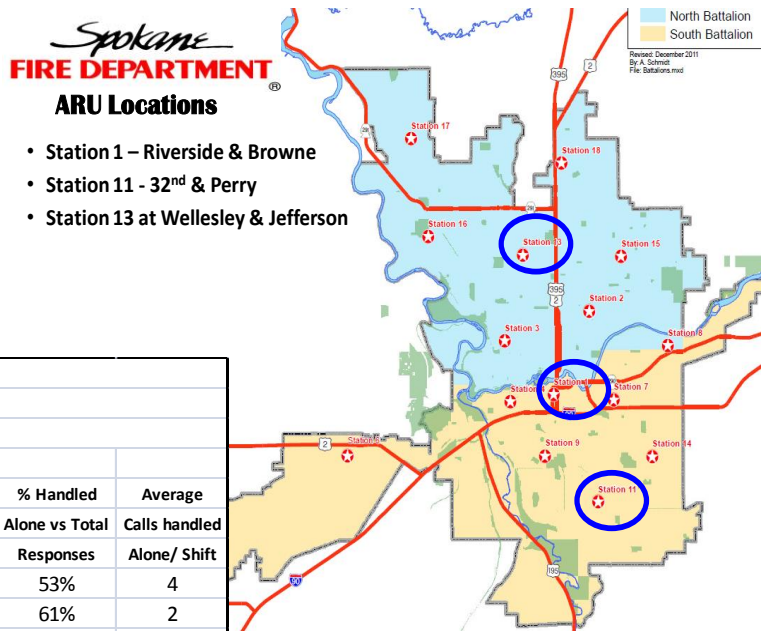 Spokane
FIRE DEPARTMENT
®
ARU Locations
• Station 1 – Riverside & Browne
• Station 11 - 32nd & Perry
• Station 13 at Wellesley & Jefferson
North Battalion
South Battalion
Revised: December 2011
By: A. Schmidt
File: Battalions.mxd
395
2
Station 17
291
Station 18
291
Station 16
Station 13
Station 15
395
2
Station 2
Station 3
Station 8
Station 1
Station 7
90
2
Station 9
Station 14
Station 11
195
90
% Handled Average
Alone vs Total Calls handled
Responses Alone/ Shift
53% 4
61% 2